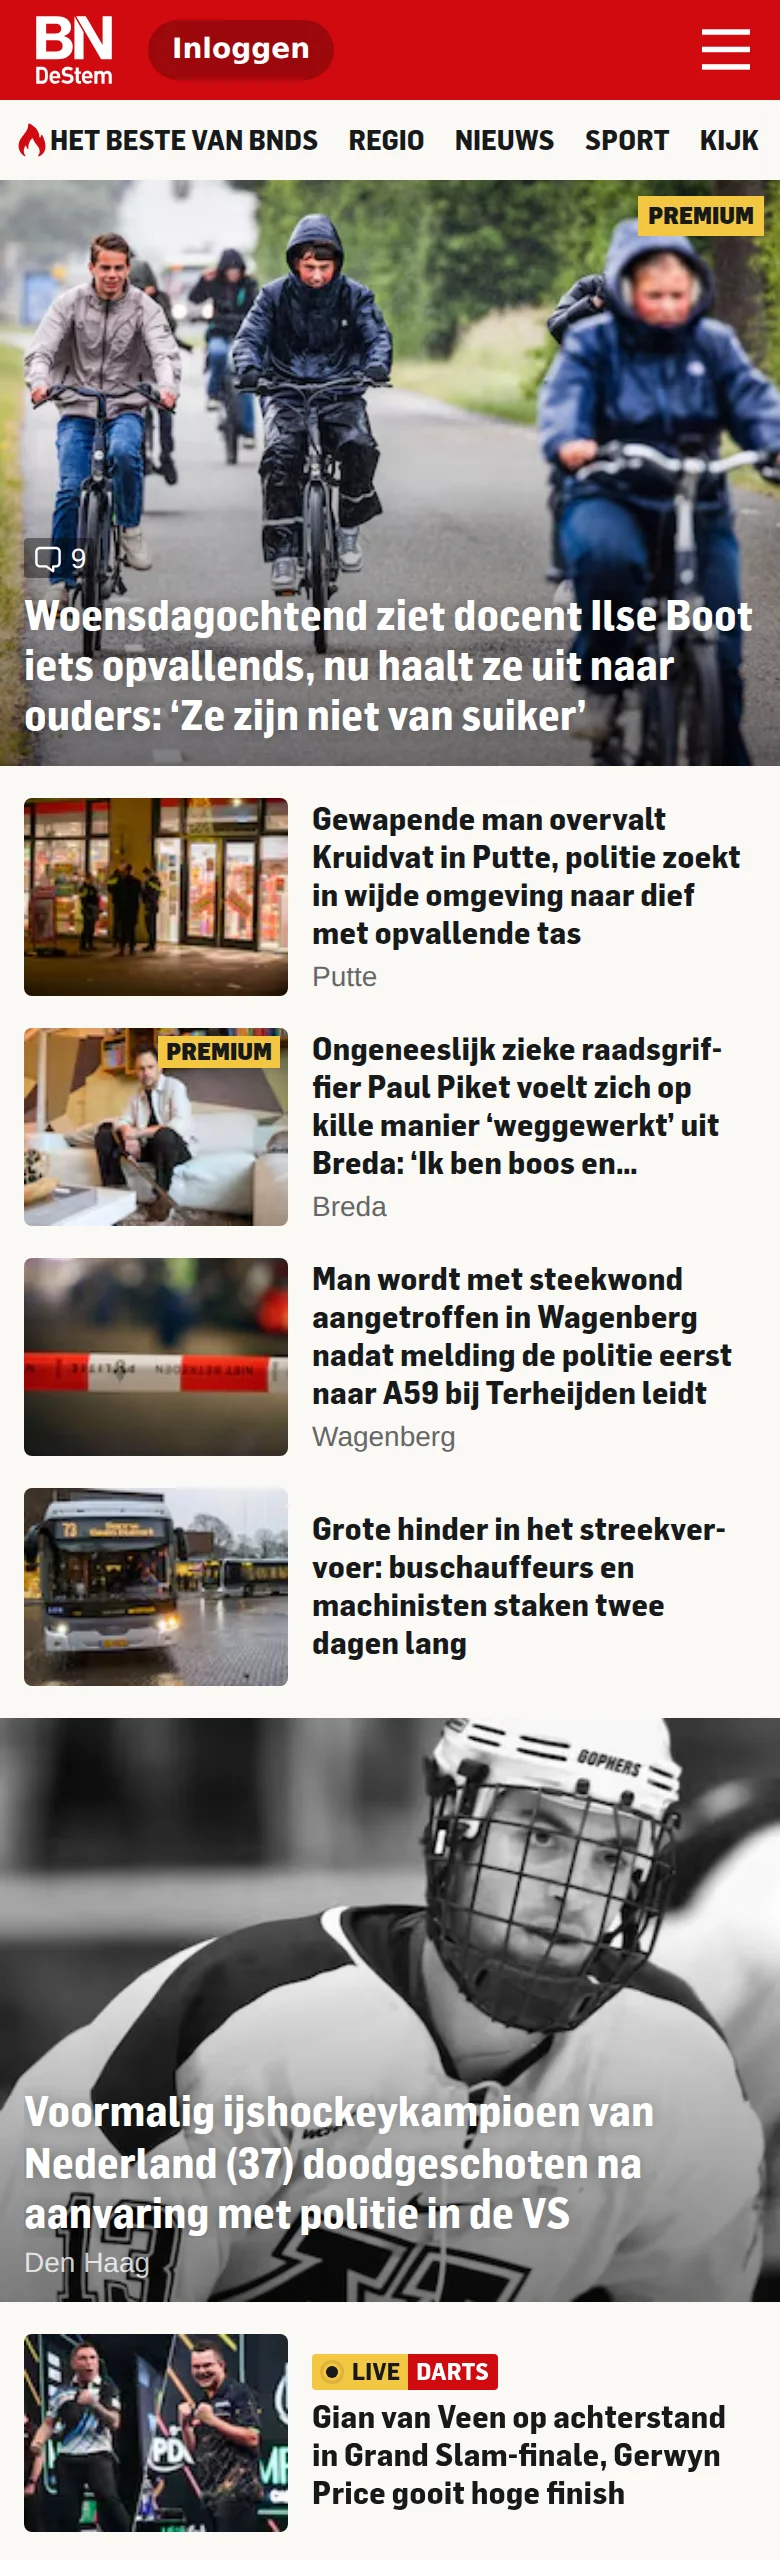 BN
DeStem
Inloggen
HET BESTE VAN BNDS REGIO NIEUWS SPORT KIJK
PREMIUM
9
Woensdagochtend ziet docent Ilse Boot
iets opvallends, nu haalt ze uit naar
ouders: ‘Ze zijn niet van suiker’
Gewapende man overvalt
Kruidvat in Putte, politie zoekt
in wijde omgeving naar dief
met opvallende tas
Putte
PREMIUM
Ongeneeslijk zieke raadsgrif-
fier Paul Piket voelt zich op
kille manier ‘weggewerkt’ uit
Breda: ‘Ik ben boos en...
Breda
Man wordt met steekwond
aangetroffen in Wagenberg
nadat melding de politie eerst
naar A59 bij Terheijden leidt
Wagenberg
73
Grote hinder in het streekver-
voer: buschauffeurs en
machinisten staken twee
dagen lang
GOPHERS
Voormalig ijshockeykampioen van
Nederland (37) doodgeschoten na
aanvaring met politie in de VS
Den Haag
13
LIVE DARTS
Gian van Veen op achterstand
in Grand Slam-finale, Gerwyn
Price gooit hoge finish